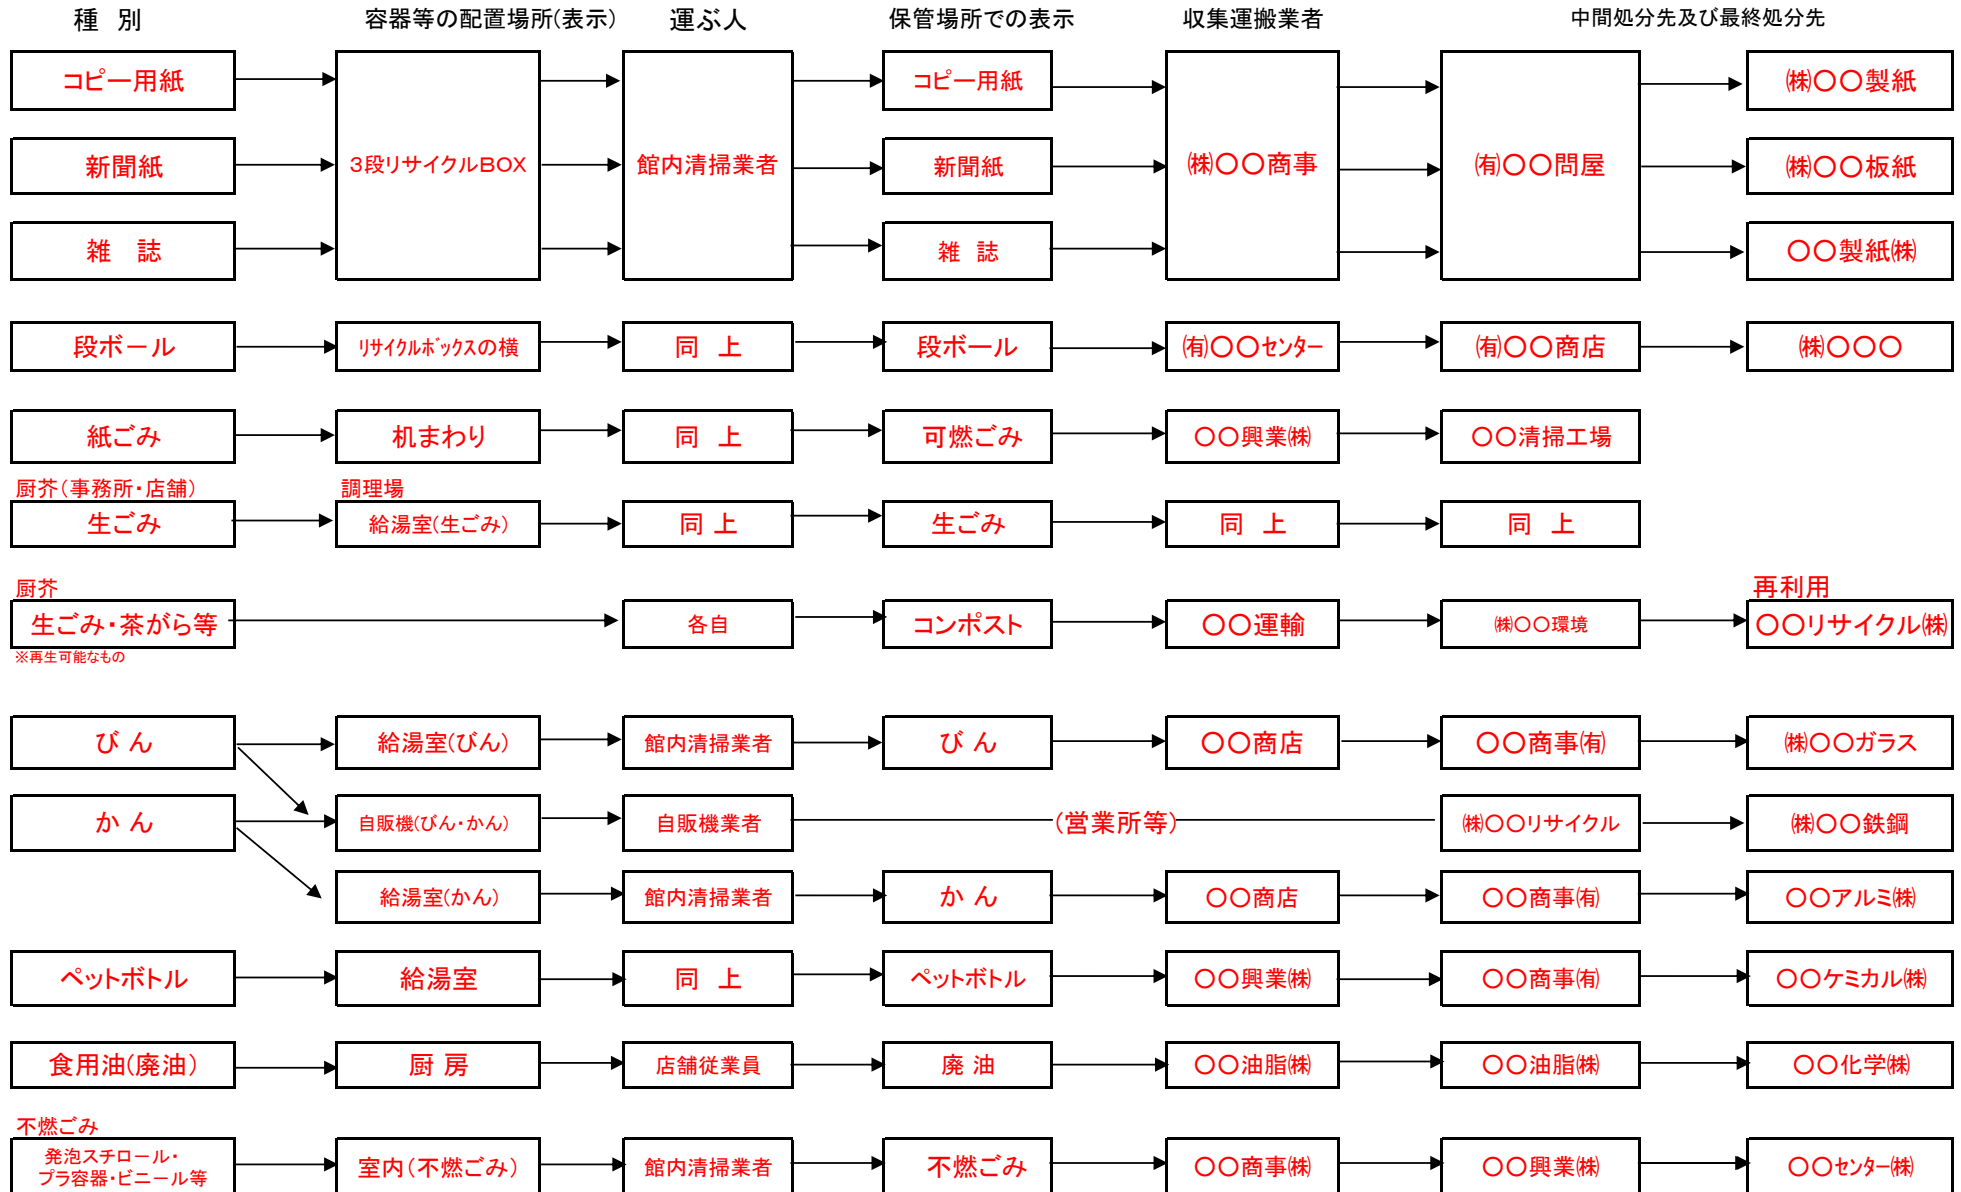 種 別 容器等の配置場所(表示) 運ぶ人 保管場所での表示 収集運搬業者 中間処分先及び最終処分先
コピー用紙 コピー用紙 ㈱〇〇製紙
新聞紙 3段リサイクルBOX 館内清掃業者 新聞紙 ㈱〇〇商事 ㈲〇〇問屋 ㈱〇〇板紙
雑 誌 雑 誌 〇〇製紙㈱
段ボール リサイクルボックスの横 同 上 段ボール ㈲〇〇センター ㈲〇〇商店 ㈱〇〇〇
紙ごみ 机まわり 同 上 可燃ごみ 〇〇興業㈱ 〇〇清掃工場
厨芥(事務所・店舗) 調理場
生ごみ 給湯室(生ごみ) 同 上 生ごみ 同 上 同 上
厨芥 再利用
生ごみ・茶がら等 各自 コンポスト 〇〇運輸 ㈱〇〇環境 〇〇リサイクル㈱
※再生可能なもの
びん 給湯室(びん) 館内清掃業者 びん 〇〇商店 〇〇商事㈲ ㈱〇〇ガラス
かん 自販機(びん・かん) 自販機業者 (営業所等) ㈱〇〇リサイクル ㈱〇〇鉄鋼
給湯室(かん) 館内清掃業者 かん 〇〇商店 〇〇商事㈲ 〇〇アルミ㈱
ペットボトル 給湯室 同 上 ペットボトル 〇〇興業㈱ 〇〇商事㈲ 〇〇ケミカル㈱
食用油(廃油) 厨 房 店舗従業員 廃 油 〇〇油脂㈱ 〇〇油脂㈱ 〇〇化学㈱
不燃ごみ
発泡スチロール・
プラ容器・ビニール等 室内(不燃ごみ) 館内清掃業者 不燃ごみ 〇〇商事㈱ 〇〇興業㈱ 〇〇センター㈱